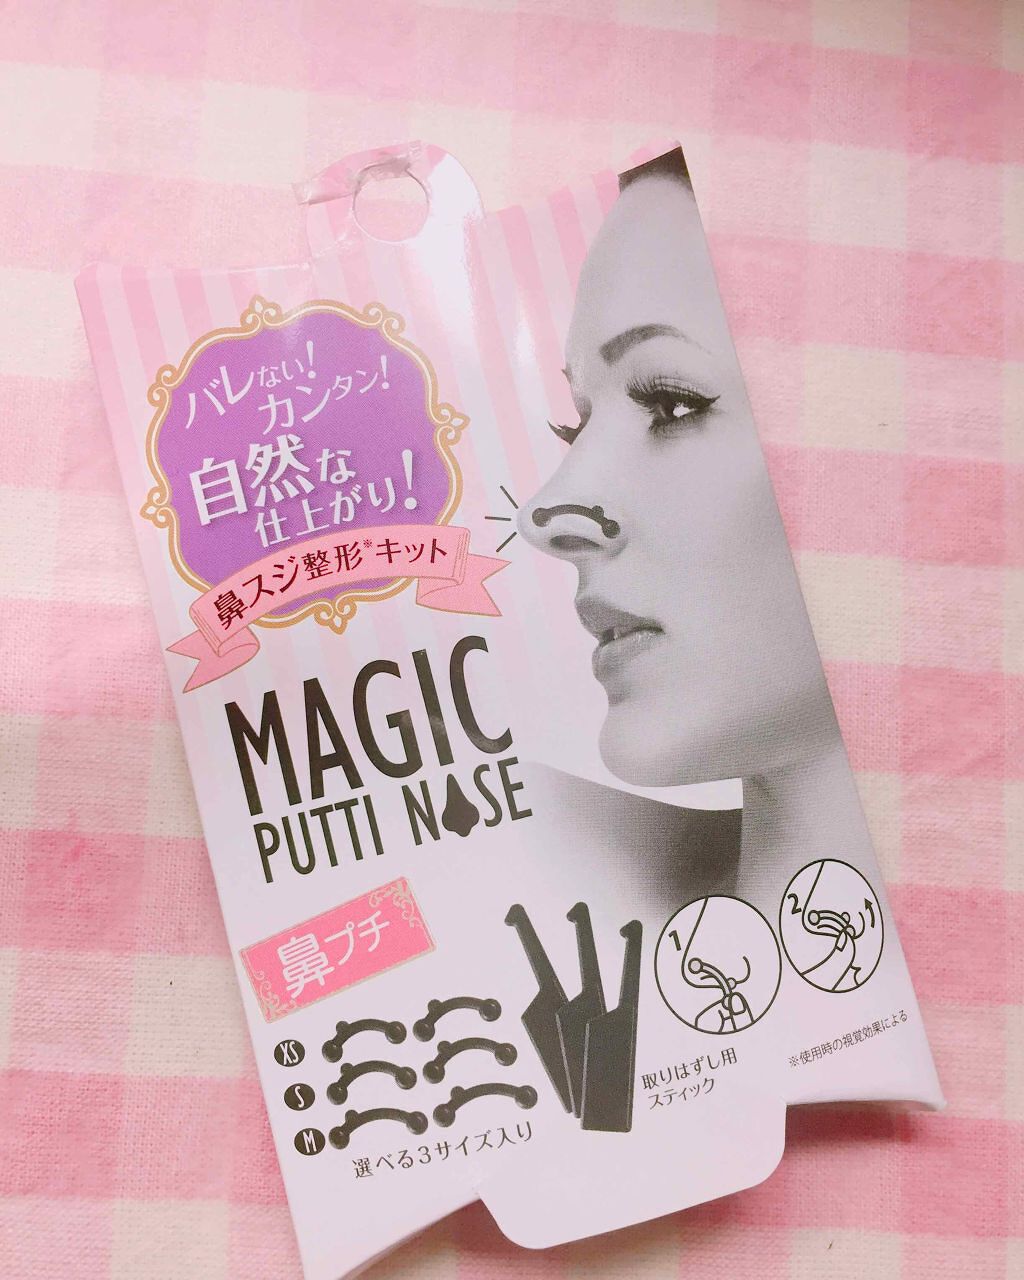 バレない!
カンタン!
自然な
仕上がり!
鼻スジ整形※キット
MAGIC
PUTTI NOSE
鼻プチ
XS
S
M
選べる3サイズ入り
取りはずし用
スティック
1
2
※使用時の視覚効果による